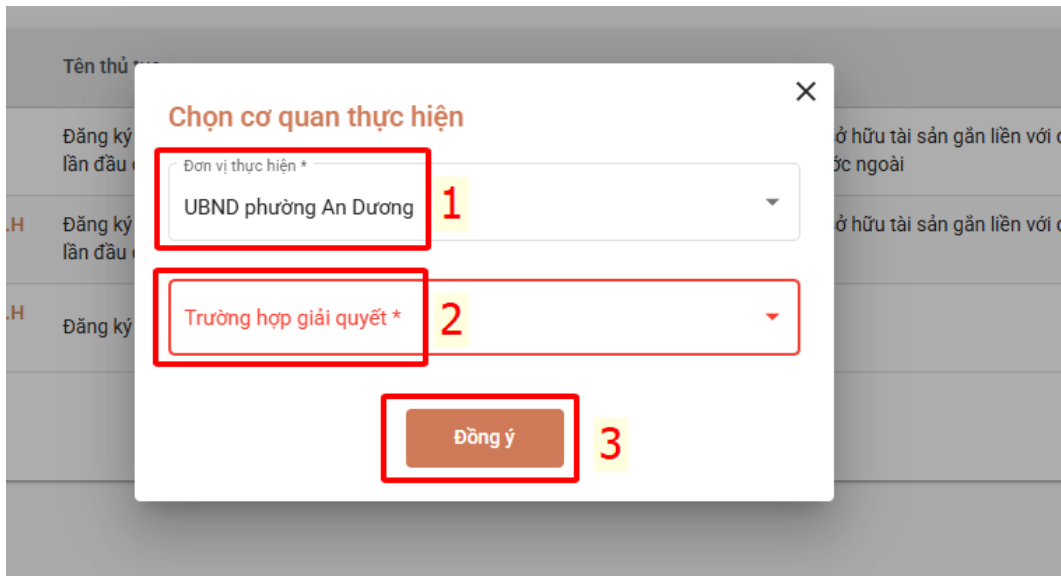 Tên thủ
Chọn cơ quan thực hiện
Đăng ký
lần đầu
sở hữu tài sản gắn liền với
ngoài
Đơn vị thực hiện *
UBND phường An Dương
1
.H
Đăng ký
lần đầu
sở hữu tài sản gắn liền với
Trường hợp giải quyết *
2
.H
Đăng ký
Đồng ý
3